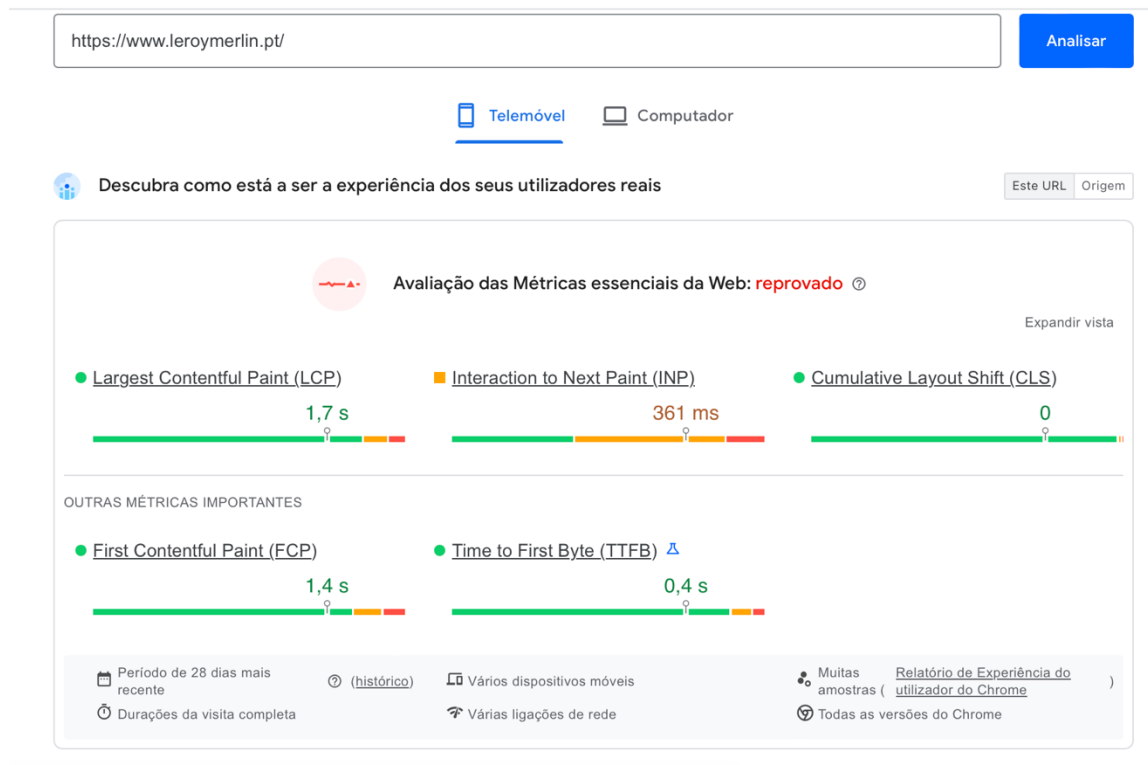 https://www.leroymerlin.pt/
Analisar
Telemóvel
Computador
Descubra como está a ser a experiência dos seus utilizadores reais
Este URL
Origem
Avaliação das Métricas essenciais da Web: reprovado
Expandir vista
Largest Contentful Paint (LCP)
1,7 s
Interaction to Next Paint (INP)
361 ms
Cumulative Layout Shift (CLS)
0
OUTRAS MÉTRICAS IMPORTANTES
First Contentful Paint (FCP)
1,4 s
Time to First Byte (TTFB)
0,4 s
Período de 28 dias mais
recente
(histórico)
Vários dispositivos móveis
Muitas
amostras (
Relatório de Experiência do
utilizador do Chrome
)
Durações da visita completa
Várias ligações de rede
Todas as versões do Chrome